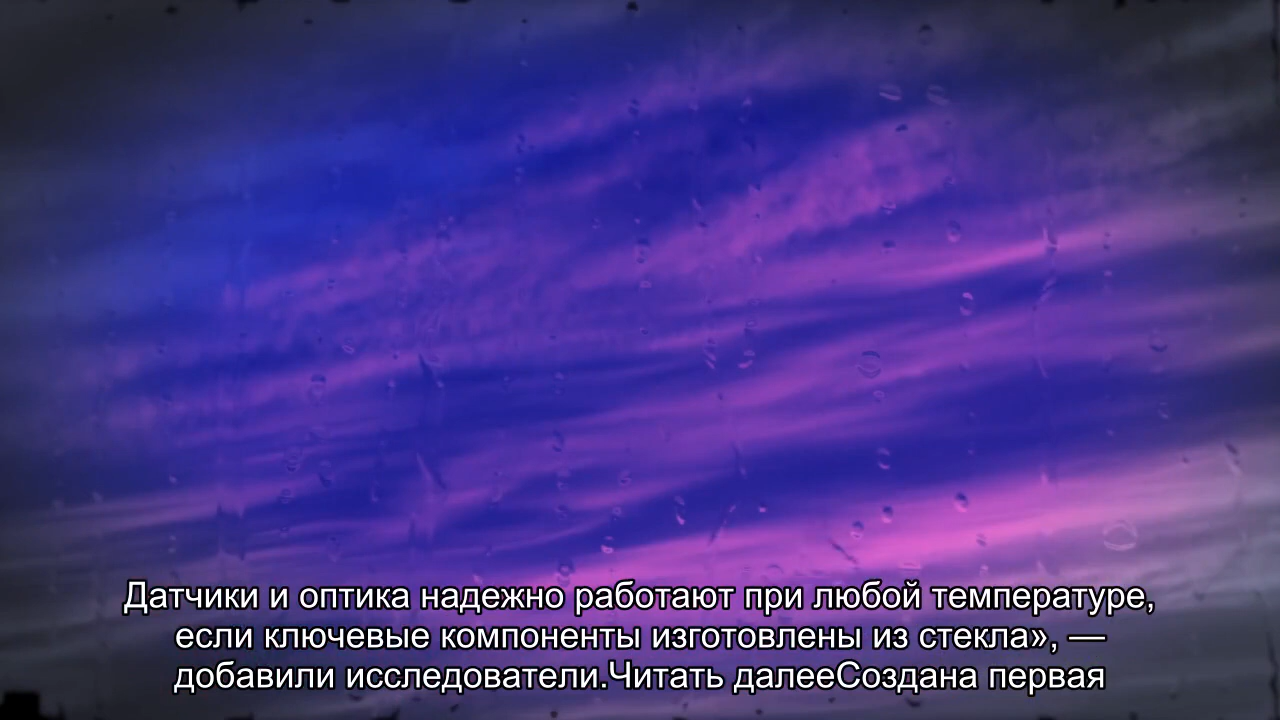 Датчики и оптика надежно работают при любой температуре,
если ключевые компоненты изготовлены из стекла», —
добавили исследователи.Читать далееСоздана первая